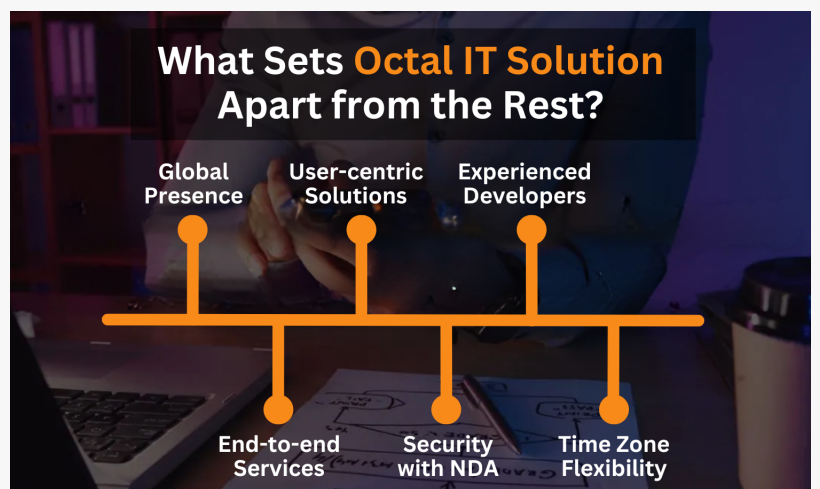 What Sets Octal IT Solution
Apart from the Rest?
Global
Presence
User-centric
Solutions
Experienced
Developers
End-to-end
Services
Security
with NDA
Time Zone
Flexibility